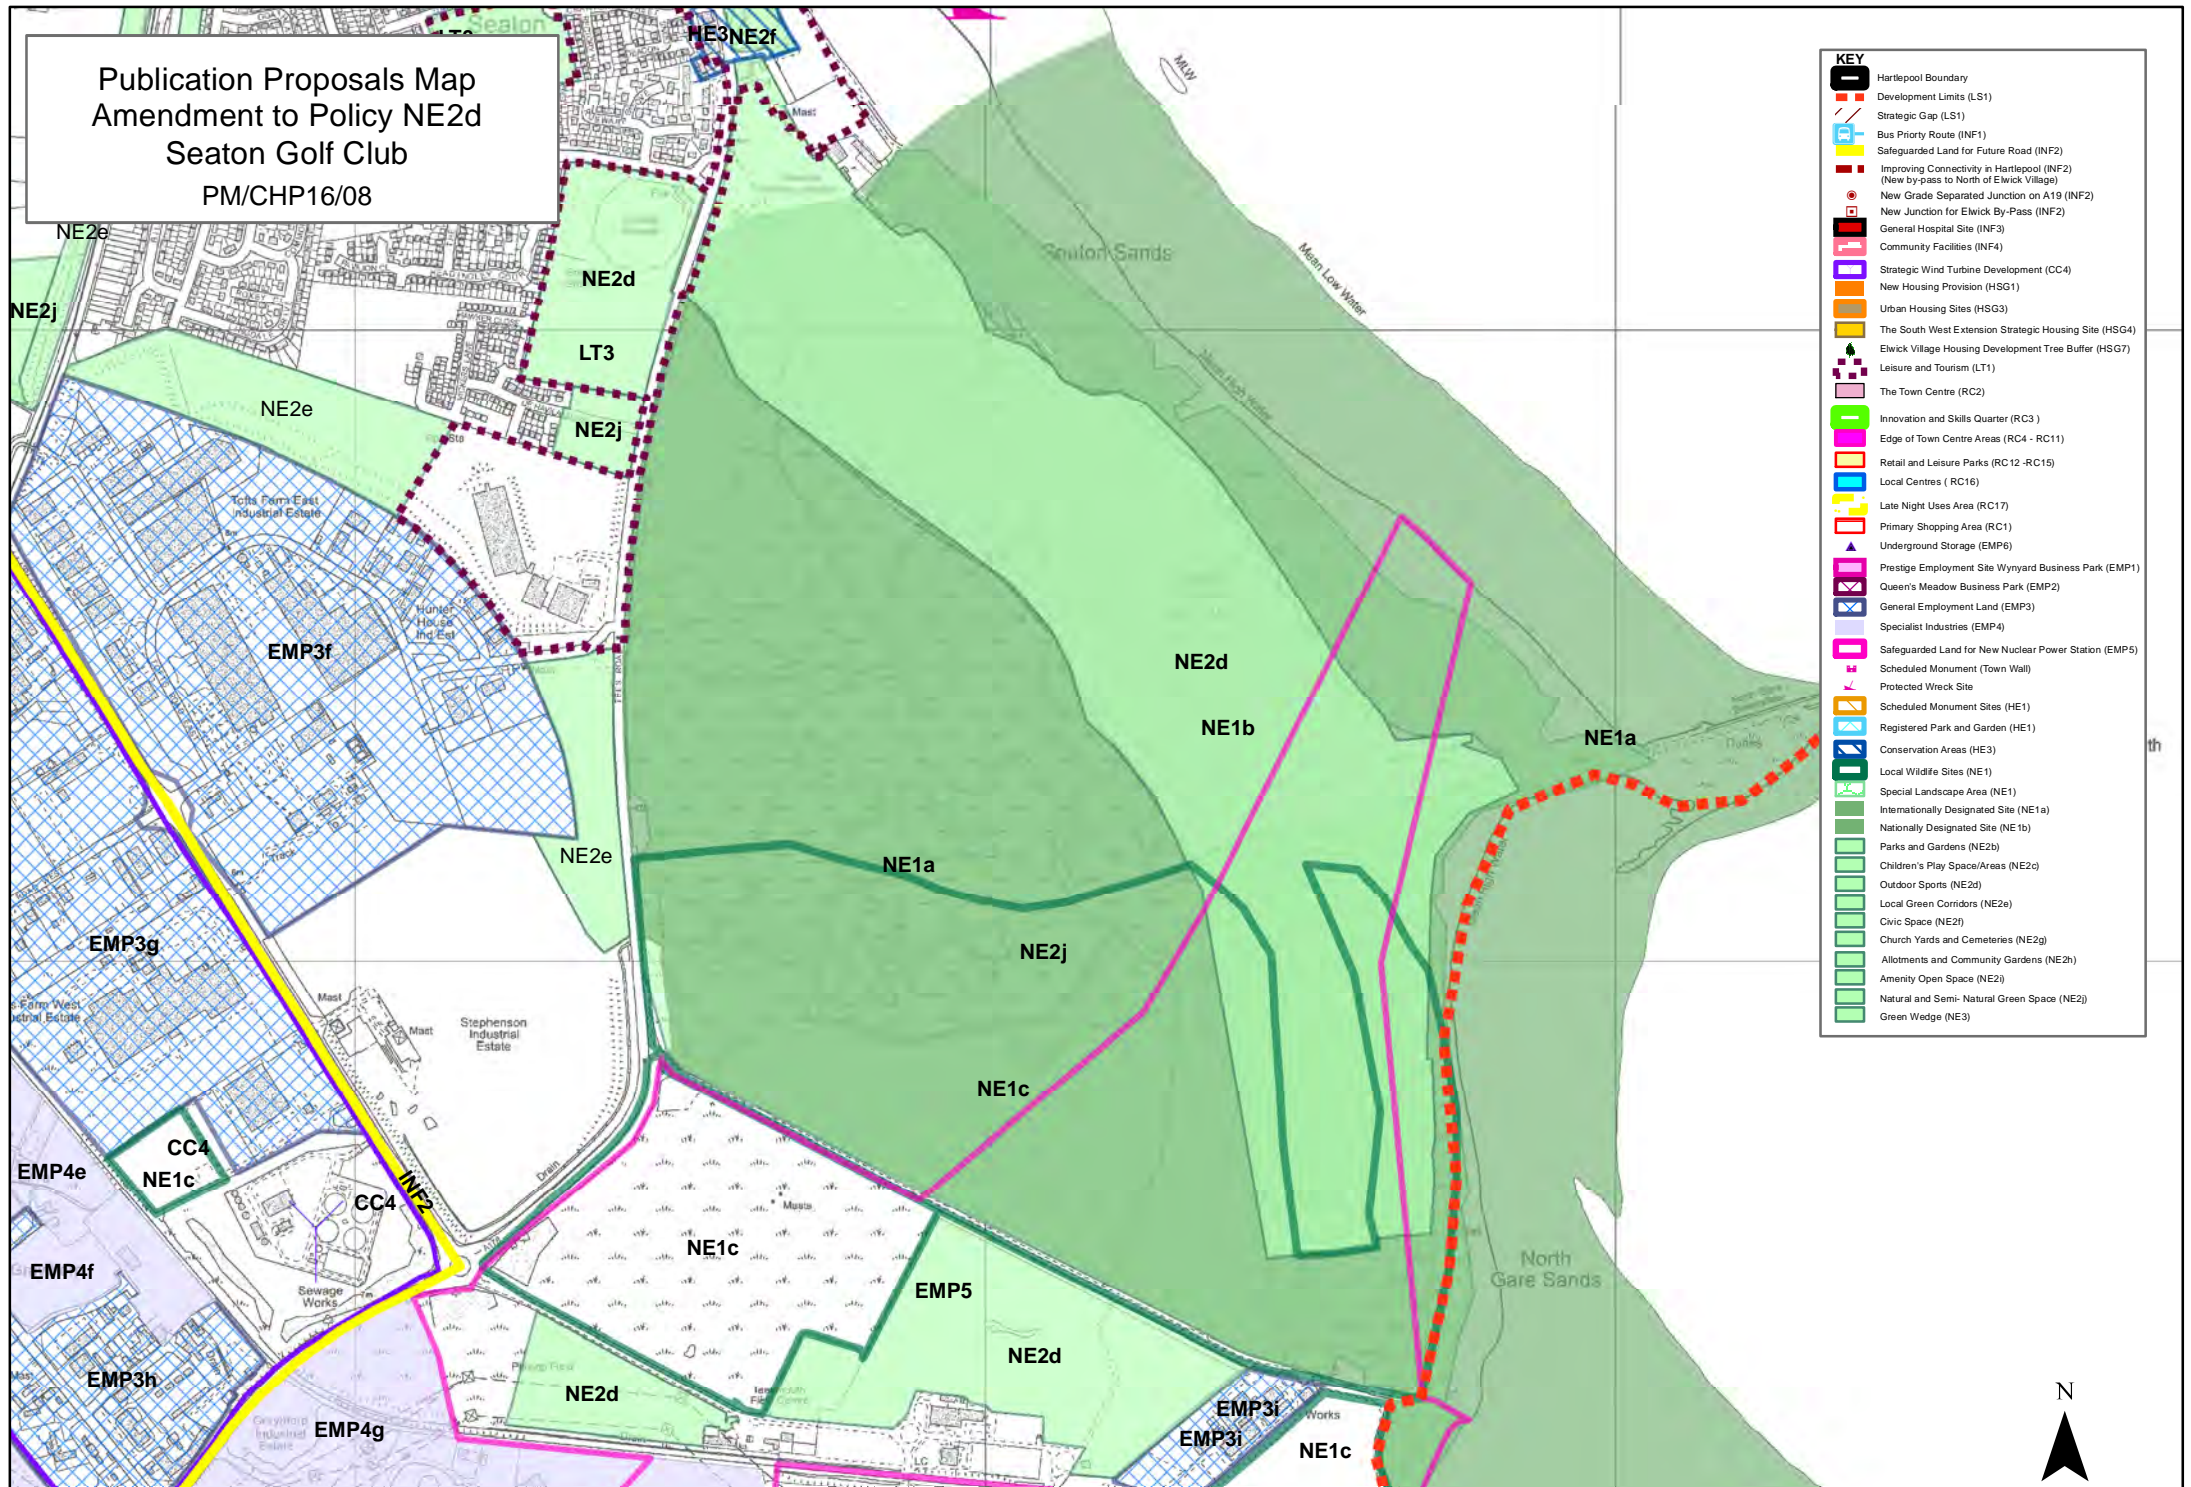 Publication Proposals Map
Amendment to Policy NE2d
Seaton Golf Club
PM/CHP16/08
Seaton
HE3
NE2f
MLW
Mast
Mean Low Water
Mean High Water
NE2e
NE2j
NE2d
LT3
NE2j
NE2e
Tofts Farm East
Industrial Estate
Hunter
House
Ind Est
EMP3f
NE2d
NE1b
NE1a
NE1a
NE2e
NE2j
NE1c
Track
EMP3g
Mast
Mast
Stephenson
Industrial
Estate
CC4
NE1c
CC4
INF2
Drain
EMP4e
EMP4f
Sewage
Works
Masts
NE1c
EMP5
NE2d
NE2d
EMP3h
EMP4g
EMP3i
EMP3i
Works
NE1c
LC
North
Gare Sands
KEY
Hartlepool Boundary
Development Limits (LS1)
Strategic Gap (LS1)
Bus Priorty Route (INF1)
Safeguarded Land for Future Road (INF2)
Improving Connectivity in Hartlepool (INF2)
(New by-pass to North of Elwick Village)
New Grade Separated Junction on A19 (INF2)
New Junction for Elwick By-Pass (INF2)
General Hospital Site (INF3)
Community Facilities (INF4)
Strategic Wind Turbine Development (CC4)
New Housing Provision (HSG1)
Urban Housing Sites (HSG3)
The South West Extension Strategic Housing Site (HSG4)
Elwick Village Housing Development Tree Buffer (HSG7)
Leisure and Tourism (LT1)
The Town Centre (RC2)
Innovation and Skills Quarter (RC3 )
Edge of Town Centre Areas (RC4 - RC11)
Retail and Leisure Parks (RC12 -RC15)
Local Centres ( RC16)
Late Night Uses Area (RC17)
Primary Shopping Area (RC1)
Underground Storage (EMP6)
Prestige Employment Site Wynyard Business Park (EMP1)
Queen's Meadow Business Park (EMP2)
General Employment Land (EMP3)
Specialist Industries (EMP4)
Safeguarded Land for New Nuclear Power Station (EMP5)
Scheduled Monument (Town Wall)
Protected Wreck Site
Scheduled Monument Sites (HE1)
Registered Park and Garden (HE1)
Conservation Areas (HE3)
Local Wildlife Sites (NE1)
Special Landscape Area (NE1)
Internationally Designated Site (NE1a)
Nationally Designated Site (NE1b)
Parks and Gardens (NE2b)
Children's Play Space/Areas (NE2c)
Outdoor Sports (NE2d)
Local Green Corridors (NE2e)
Civic Space (NE2f)
Church Yards and Cemeteries (NE2g)
Allotments and Community Gardens (NE2h)
Amenity Open Space (NE2i)
Natural and Semi- Natural Green Space (NE2j)
Green Wedge (NE3)
N